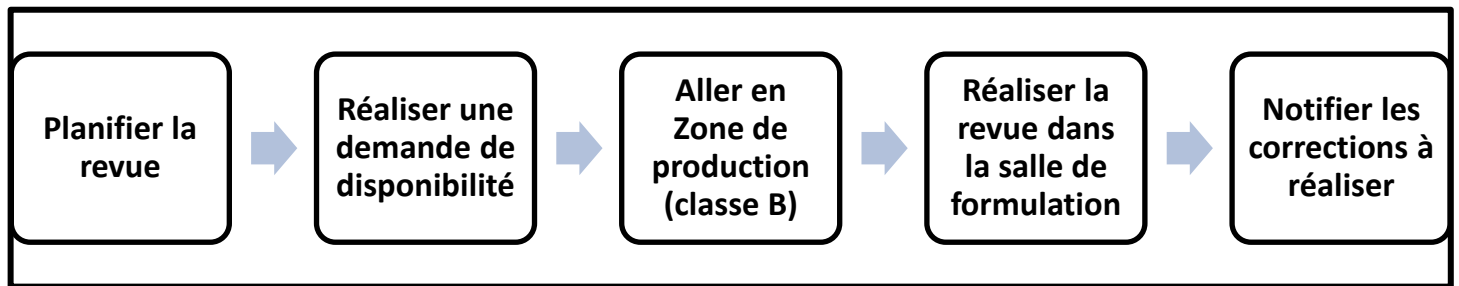 Planifier la
revue
Réaliser une
demande de
disponibilité
Aller en
Zone de
production
(classe B)
Réaliser la
revue dans
la salle de
formulation
Notifier les
corrections à
réaliser